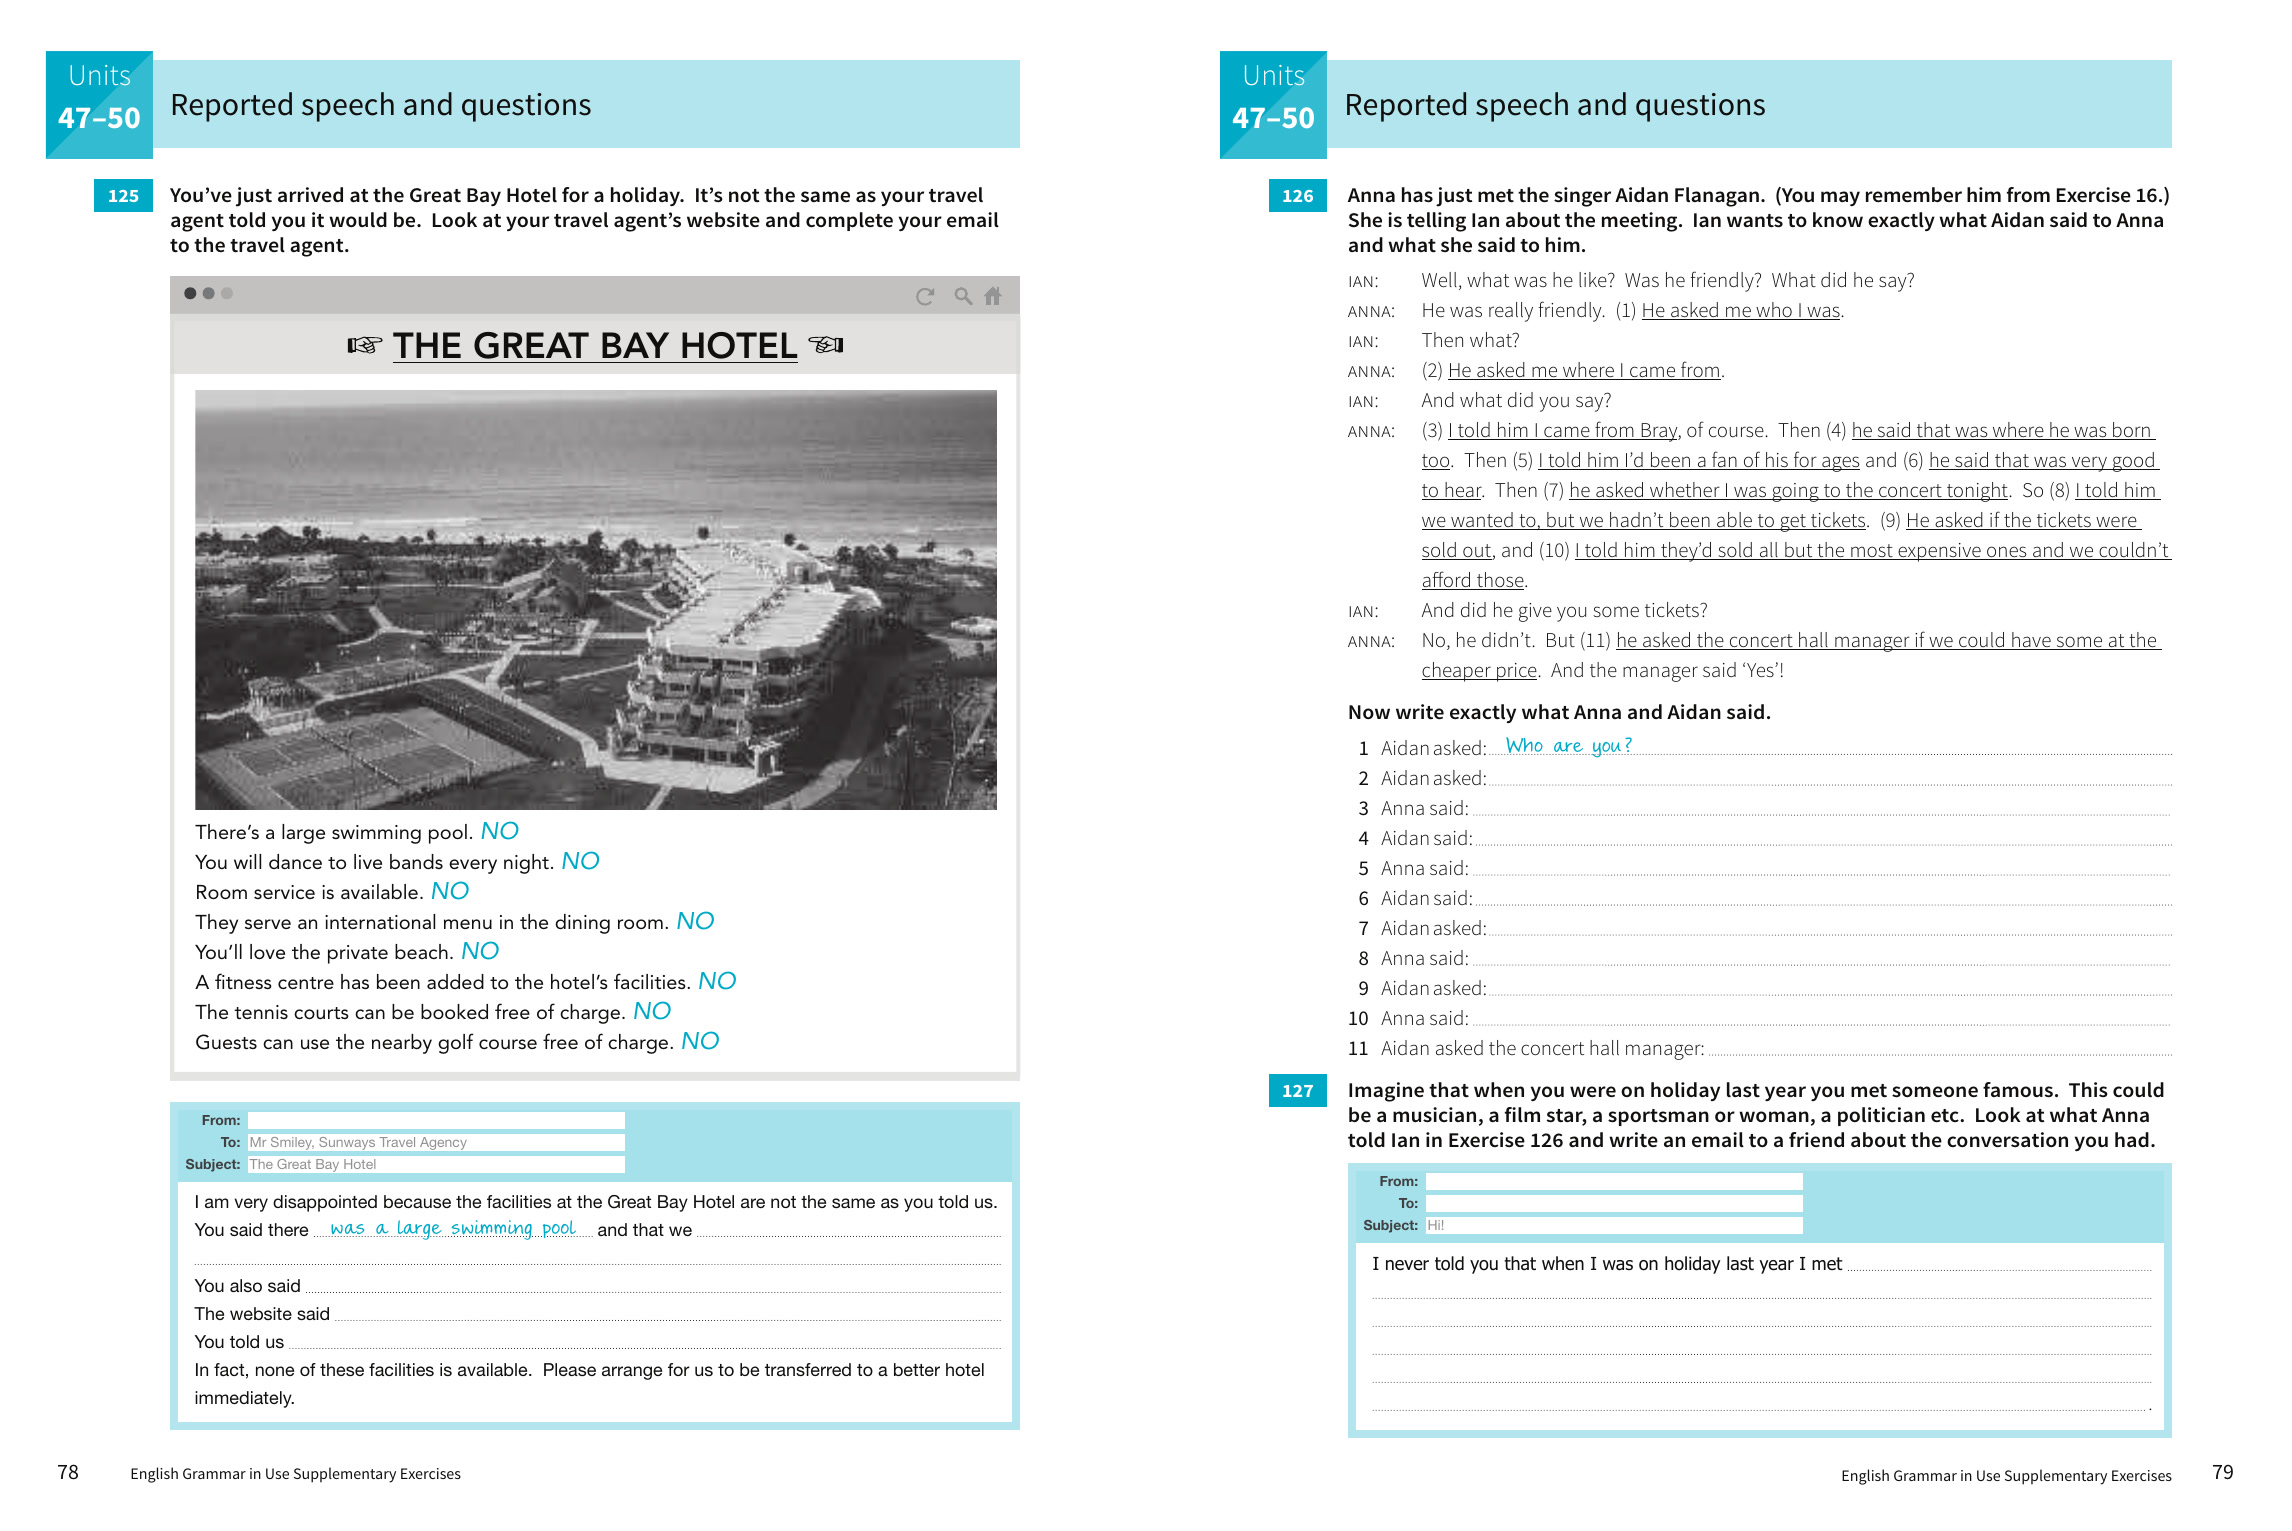 Units
47–50
Reported speech and questions
125
You’ve just arrived at the Great Bay Hotel for a holiday. It’s not the same as your travel
agent told you it would be. Look at your travel agent’s website and complete your email
to the travel agent.
THE GREAT BAY HOTEL
There’s a large swimming pool. NO
You will dance to live bands every night. NO
Room service is available. NO
They serve an international menu in the dining room. NO
You’ll love the private beach. NO
A fitness centre has been added to the hotel’s facilities. NO
The tennis courts can be booked free of charge. NO
Guests can use the nearby golf course free of charge. NO
From:
To: Mr Smiley, Sunways Travel Agency
Subject: The Great Bay Hotel
I am very disappointed because the facilities at the Great Bay Hotel are not the same as you told us.
You said there was a large swimming pool and that we
You also said
The website said
You told us
In fact, none of these facilities is available. Please arrange for us to be transferred to a better hotel
immediately.
78 English Grammar in Use Supplementary Exercises
Units
47–50
Reported speech and questions
126
Anna has just met the singer Aidan Flanagan. (You may remember him from Exercise 16.)
She is telling Ian about the meeting. Ian wants to know exactly what Aidan said to Anna
and what she said to him.
IAN: Well, what was he like? Was he friendly? What did he say?
ANNA: He was really friendly. (1) He asked me who I was.
IAN: Then what?
ANNA: (2) He asked me where I came from.
IAN: And what did you say?
ANNA: (3) I told him I came from Bray, of course. Then (4) he said that was where he was born
too. Then (5) I told him I’d been a fan of his for ages and (6) he said that was very good
to hear. Then (7) he asked whether I was going to the concert tonight. So (8) I told him
we wanted to, but we hadn’t been able to get tickets. (9) He asked if the tickets were
sold out, and (10) I told him they’d sold all but the most expensive ones and we couldn’t
afford those.
IAN: And did he give you some tickets?
ANNA: No, he didn’t. But (11) he asked the concert hall manager if we could have some at the
cheaper price. And the manager said ‘Yes’!
Now write exactly what Anna and Aidan said.
1 Aidan asked: Who are you?
2 Aidan asked:
3 Anna said:
4 Aidan said:
5 Anna said:
6 Aidan said:
7 Aidan asked:
8 Anna said:
9 Aidan asked:
10 Anna said:
11 Aidan asked the concert hall manager:
127
Imagine that when you were on holiday last year you met someone famous. This could
be a musician, a film star, a sportsman or woman, a politician etc. Look at what Anna
told Ian in Exercise 126 and write an email to a friend about the conversation you had.
From:
To:
Subject: Hi!
I never told you that when I was on holiday last year I met
.
English Grammar in Use Supplementary Exercises 79